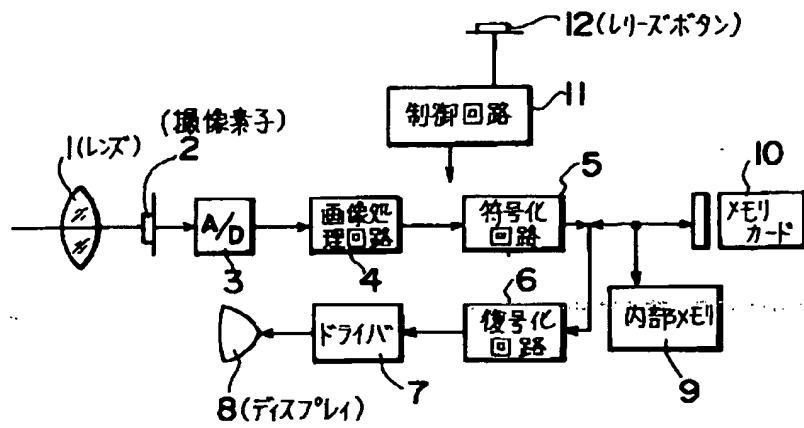 12(レリーズボタン)
11
制御回路
(撮像素子)
1(レンズ)
2
5
10
A/D
画像処
理回路
符号化
回路
メモリ
カード
3
4
6
ドライバ
復号化
回路
内部メモリ
8(ディスプレイ)
7
9